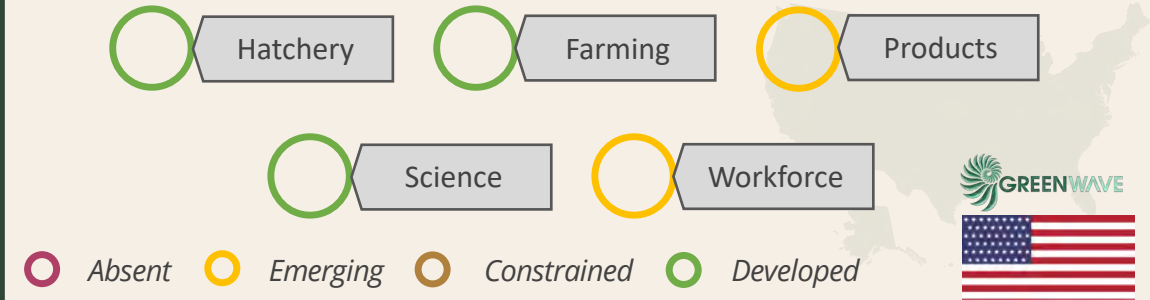 Hatchery
Farming
Products
Science
Workforce
GREENWAVE
Absent
Emerging
Constrained
Developed